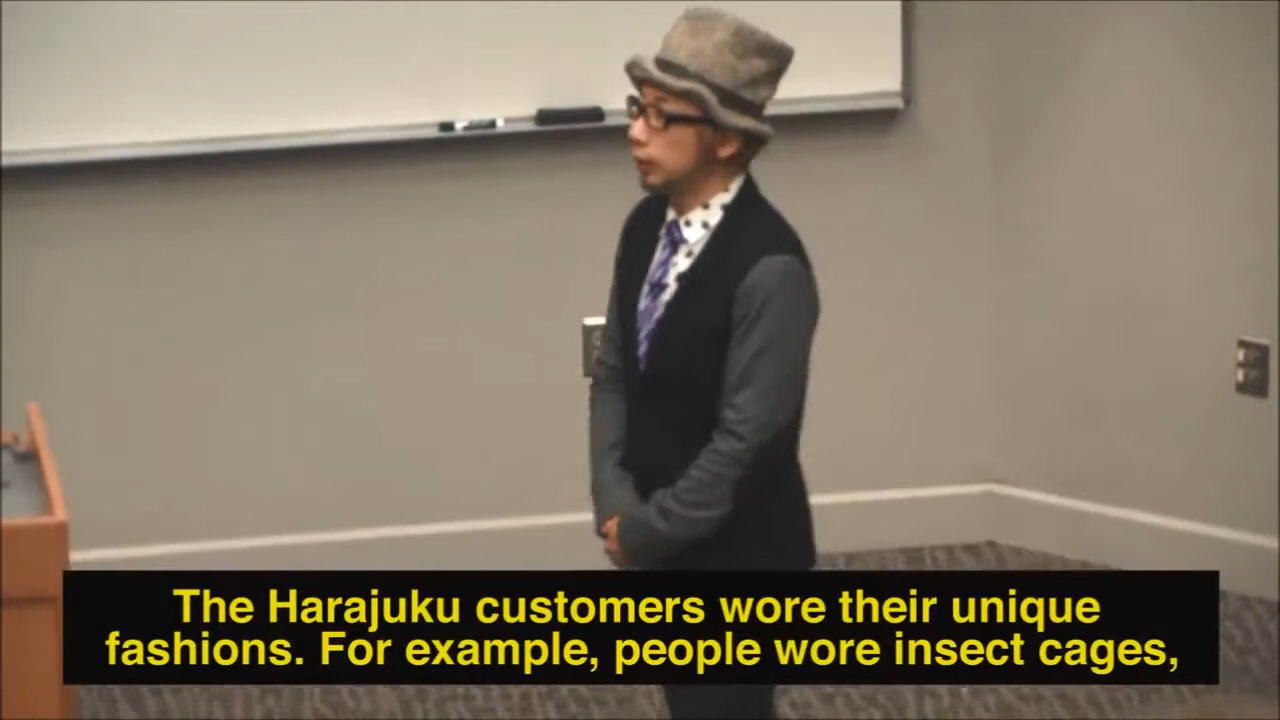 The Harajuku customers wore their unique
fashions. For example, people wore insect cages,